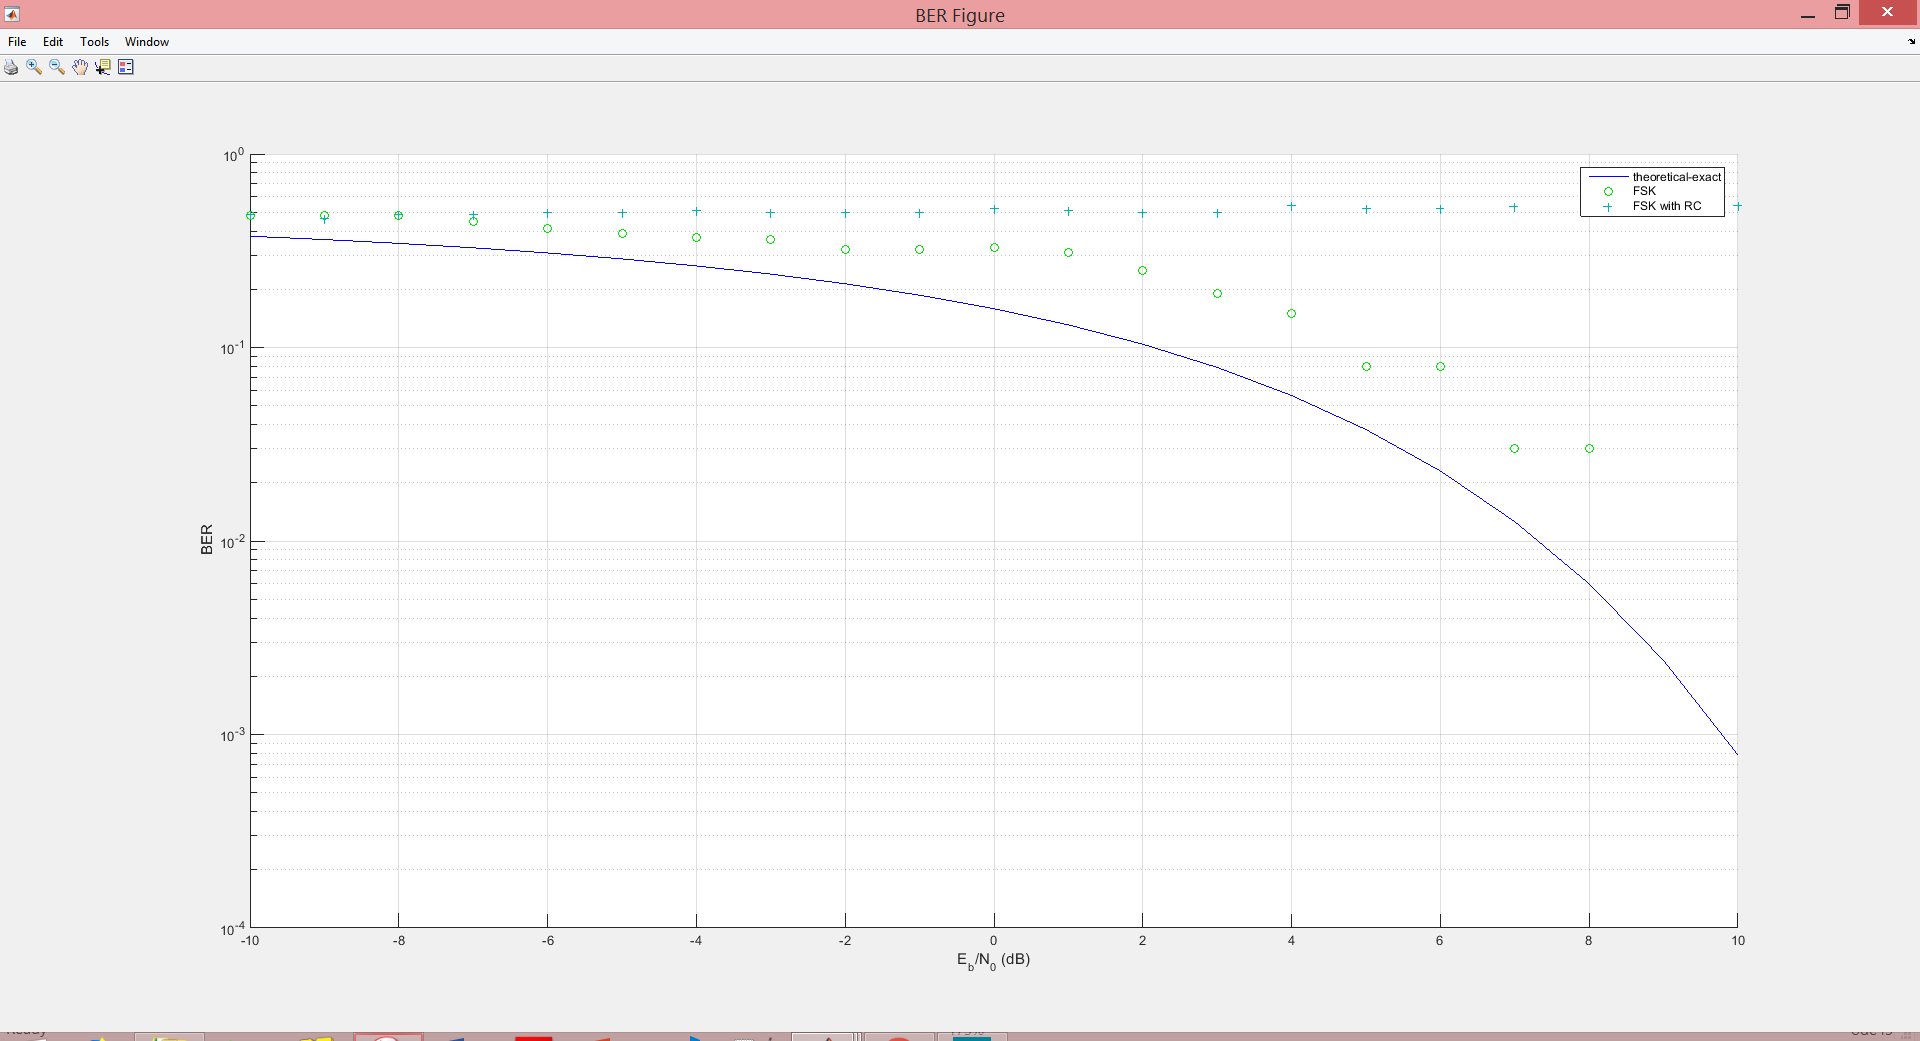 BER Figure
File Edit Tools Window
10^0
10^-1
10^-2
10^-3
10^-4
BER
-10 -8 -6 -4 -2 0 2 4 6 8 10
E_b/N_0 (dB)
theoretical-exact
FSK
FSK with RC